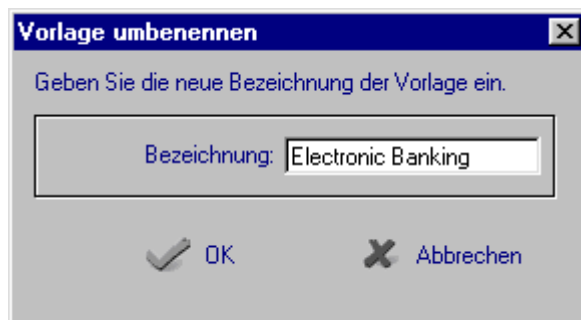 Vorlage umbenennen
Geben Sie die neue Bezeichnung der Vorlage ein.
Bezeichnung: Electronic Banking
OK Abbrechen